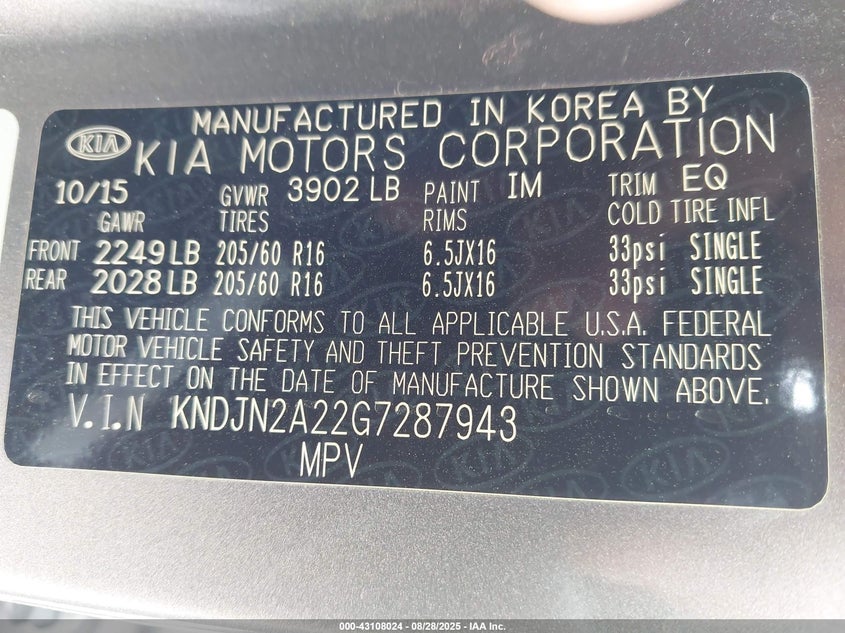 MANUFACTURED IN KOREA BY
KIA KIA MOTORS CORPORATION
10/15 GVWR 3902 LB PAINT IM TRIM EQ
GAWR TIRES RIMS COLD TIRE INFL
FRONT 2249 LB 205/60 R16 6.5JX16 33psi SINGLE
REAR 2028 LB 205/60 R16 6.5JX16 33psi SINGLE
THIS VEHICLE CONFORMS TO ALL APPLICABLE U.S.A. FEDERAL
MOTOR VEHICLE SAFETY AND THEFT PREVENTION STANDARDS
IN EFFECT ON THE DATE OF MANUFACTURE SHOWN ABOVE.
V.I.N KNDJN2A22G7287943
MPV
000-43108024 - 08/28/2025 - IAA Inc.